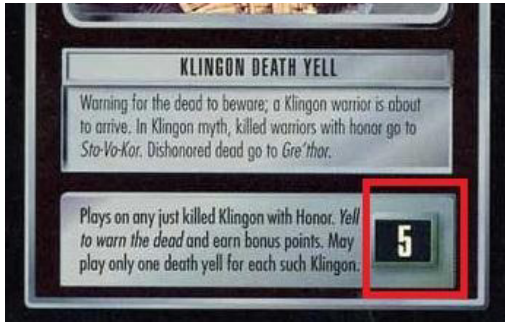 KLINGON DEATH YELL
Warning for the dead to beware; a Klingon warrior is about
to arrive. In Klingon myth, killed warriors with honor go to
Sto-Vo-Kor. Dishonored dead go to Gre'thor.
Plays on any just killed Klingon with Honor. Yell
to warn the dead and earn bonus points. May
play only one death yell for each such Klingon.
5